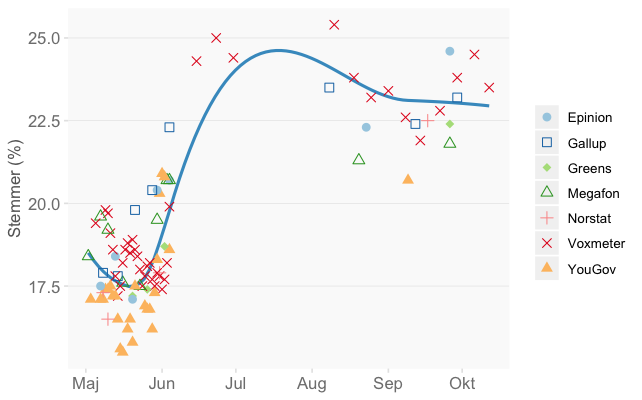 25.0
22.5
20.0
17.5
Stemmer (%)
Maj Jun Jul Aug Sep Okt
Epinion
Gallup
Greens
Megafon
Norstat
Voxmeter
YouGov